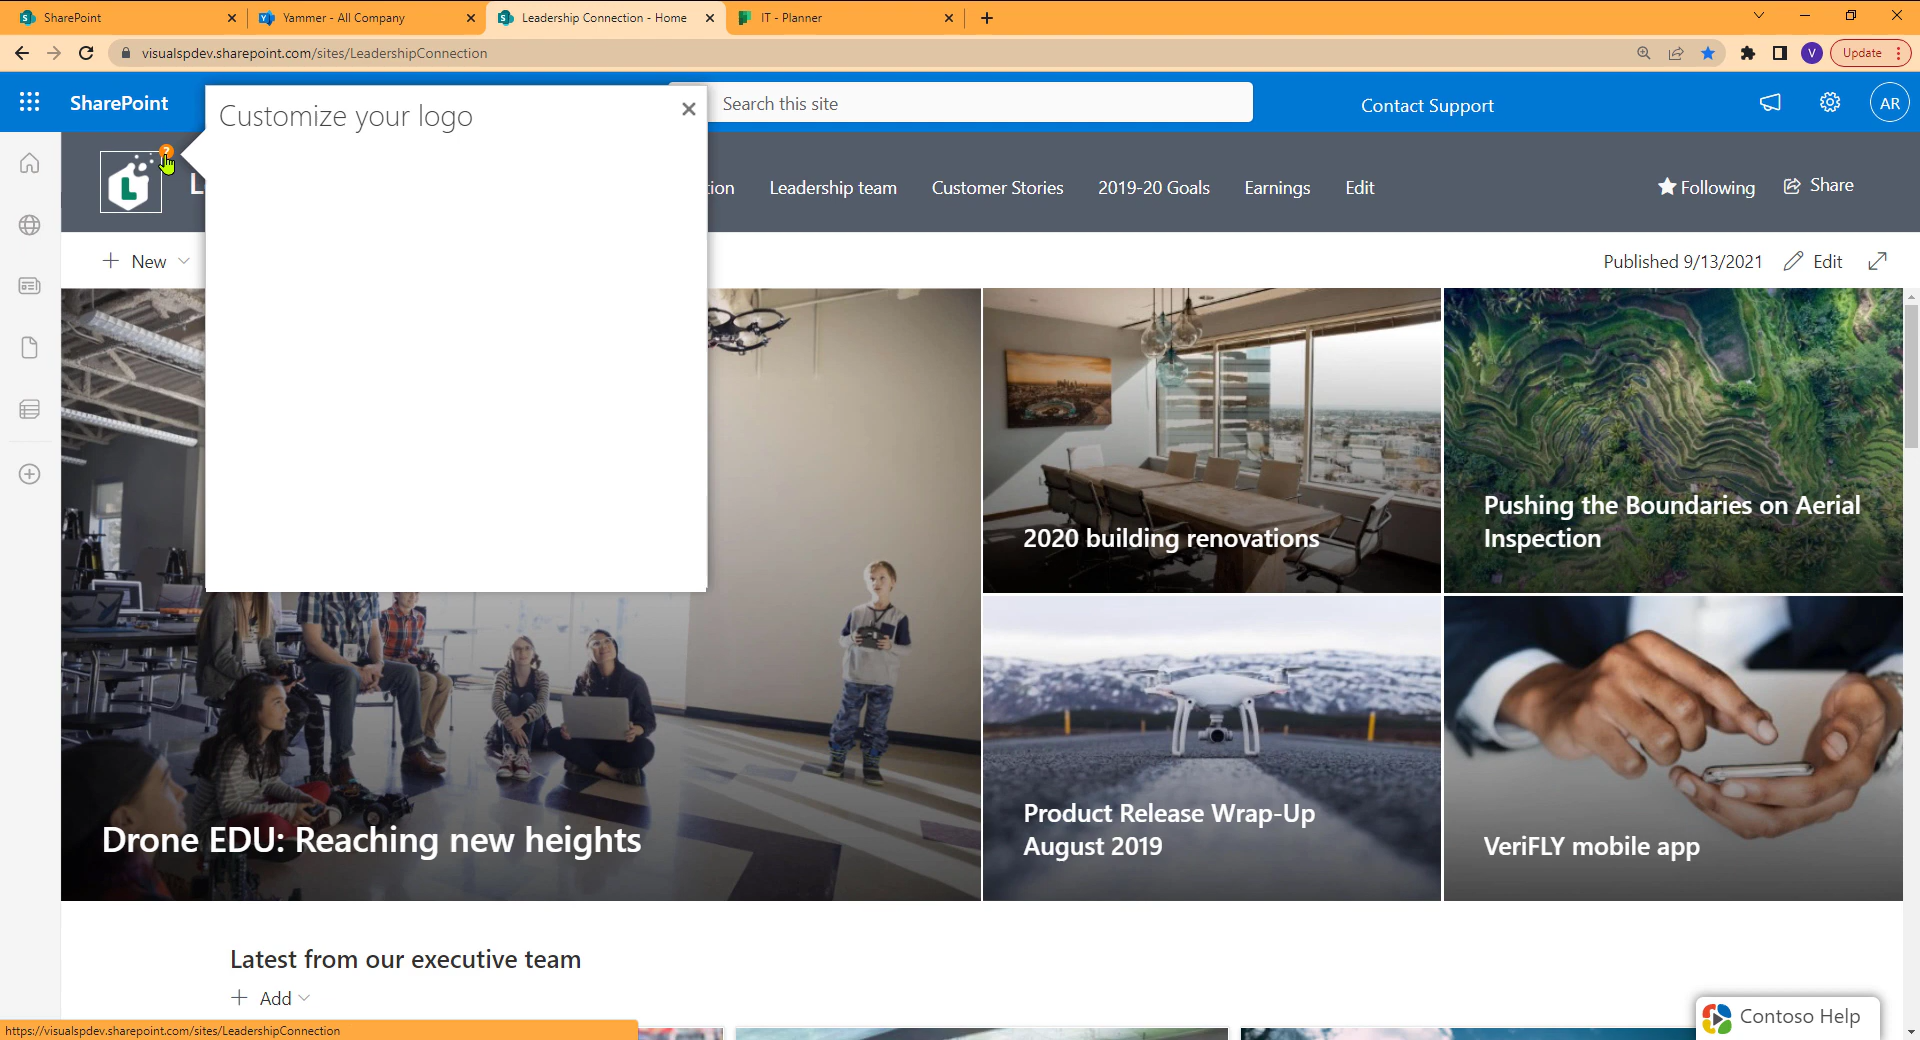 SharePoint
Yammer - All Company
Leadership Connection - Home
IT - Planner
visualspdev.sharepoint.com/sites/LeadershipConnection
V
Update
SharePoint
Customize your logo
Search this site
Contact Support
AR
?
L
L
tion
Leadership team
Customer Stories
2019-20 Goals
Earnings
Edit
Following
Share
New
Published 9/13/2021
Edit
2020 building renovations
Pushing the Boundaries on Aerial
Inspection
Drone EDU: Reaching new heights
Product Release Wrap-Up
August 2019
VeriFLY mobile app
Latest from our executive team
Add
https://visualspdev.sharepoint.com/sites/LeadershipConnection
Contoso Help